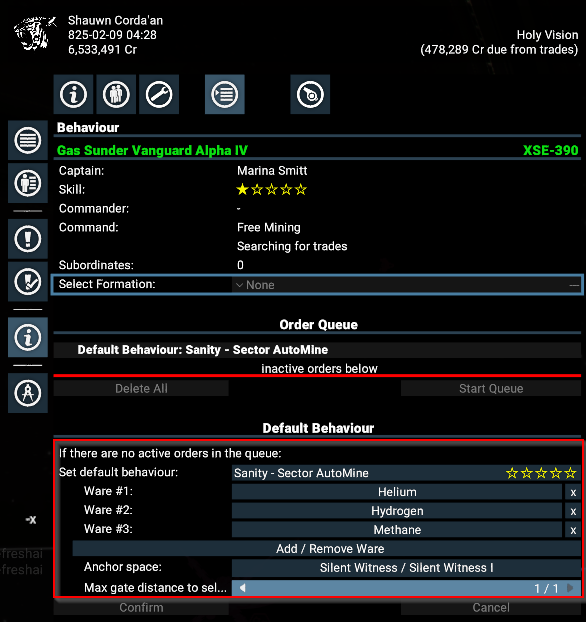 Shawn Corda'an
825-02-09 04:28
6,533,491 Cr
Holy Vision
(478,289 Cr due from trades)
Behaviour
Gas Sunder Vanguard Alpha IV XSE-390
Captain: Marina Smitt
Skill:
Commander: -
Command: Free Mining
Searching for trades
Subordinates: 0
Select Formation: None —
Order Queue
Default Behaviour: Sanity - Sector AutoMine
inactive orders below
Delete All Start Queue
Default Behaviour
If there are no active orders in the queue:
Set default behaviour: Sanity - Sector AutoMine
Ware #1: Helium x
Ware #2: Hydrogen x
Ware #3: Methane x
Add / Remove Ware
Anchor space: Silent Witness / Silent Witness I
Max gate distance to sel... 1 / 1
Confirm Cancel
-x
-freshai
-freshai